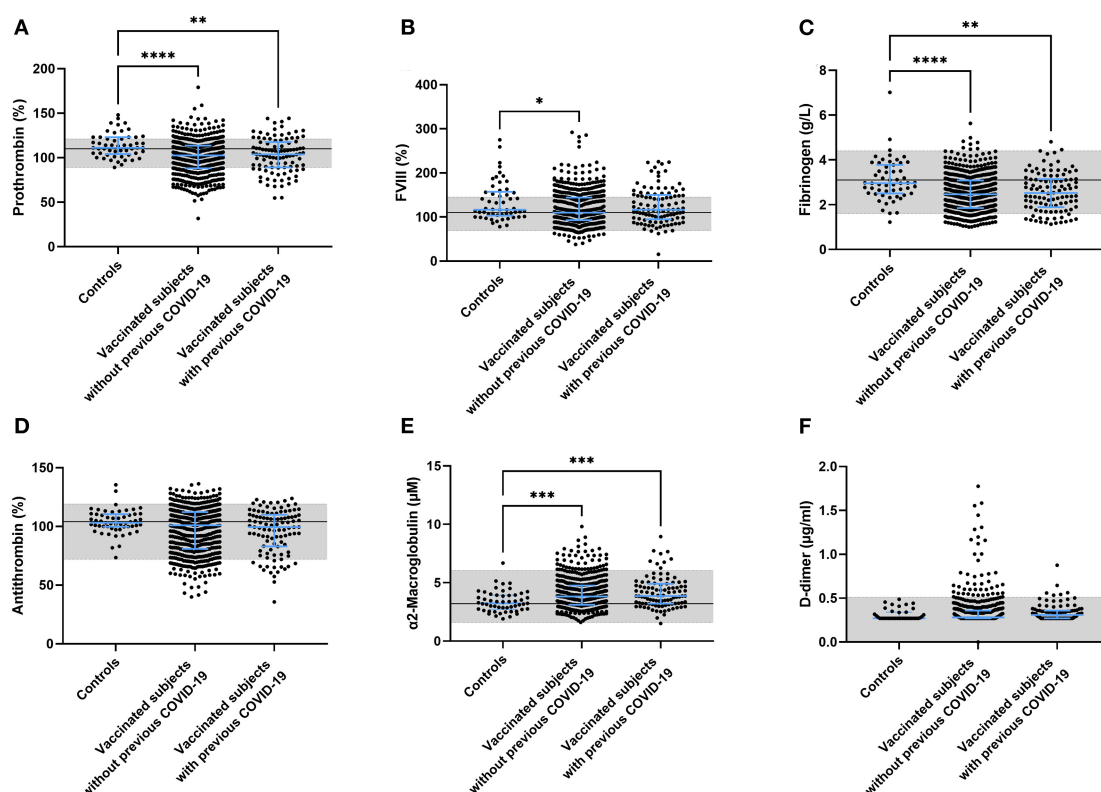 A
**
****
Prothrombin (%)
200
150
100
50
0
Controls
Vaccinated subjects
without previous COVID-19
Vaccinated subjects
with previous COVID-19
B
*
FVIII (%)
400
300
200
100
0
Controls
Vaccinated subjects
without previous COVID-19
Vaccinated subjects
with previous COVID-19
C
**
****
Fibrinogen (g/L)
8
6
4
2
0
Controls
Vaccinated subjects
without previous COVID-19
Vaccinated subjects
with previous COVID-19
D
Antithrombin (%)
150
100
50
0
Controls
Vaccinated subjects
without previous COVID-19
Vaccinated subjects
with previous COVID-19
E
***
***
α2-Macroglobulin (µM)
15
10
5
0
Controls
Vaccinated subjects
without previous COVID-19
Vaccinated subjects
with previous COVID-19
F
D-dimer (µg/ml)
2.0
1.5
1.0
0.5
0.0
Controls
Vaccinated subjects
without previous COVID-19
Vaccinated subjects
with previous COVID-19